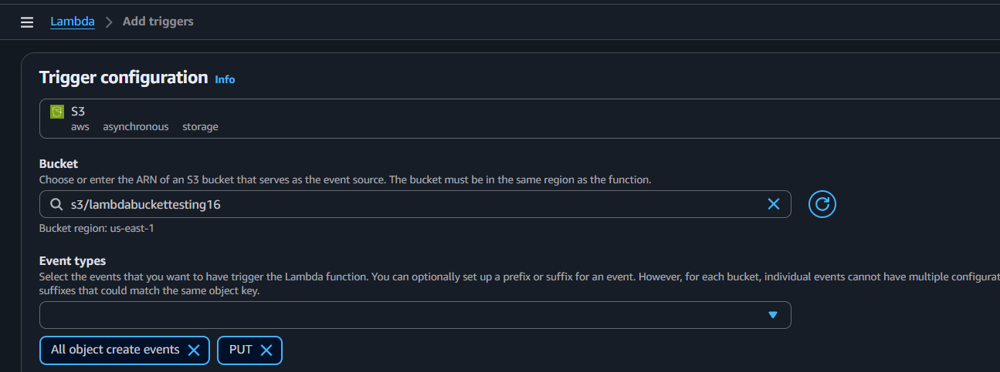 Lambda > Add triggers
Trigger configuration Info
S3
aws asynchronous storage
Bucket
Choose or enter the ARN of an S3 bucket that serves as the event source. The bucket must be in the same region as the function.
s3/lambdabuckettesting16
Bucket region: us-east-1
Event types
Select the events that you want to have trigger the Lambda function. You can optionally set up a prefix or suffix for an event. However, for each bucket, individual events cannot have multiple
suffixes that could match the same object key.
All object create events PUT